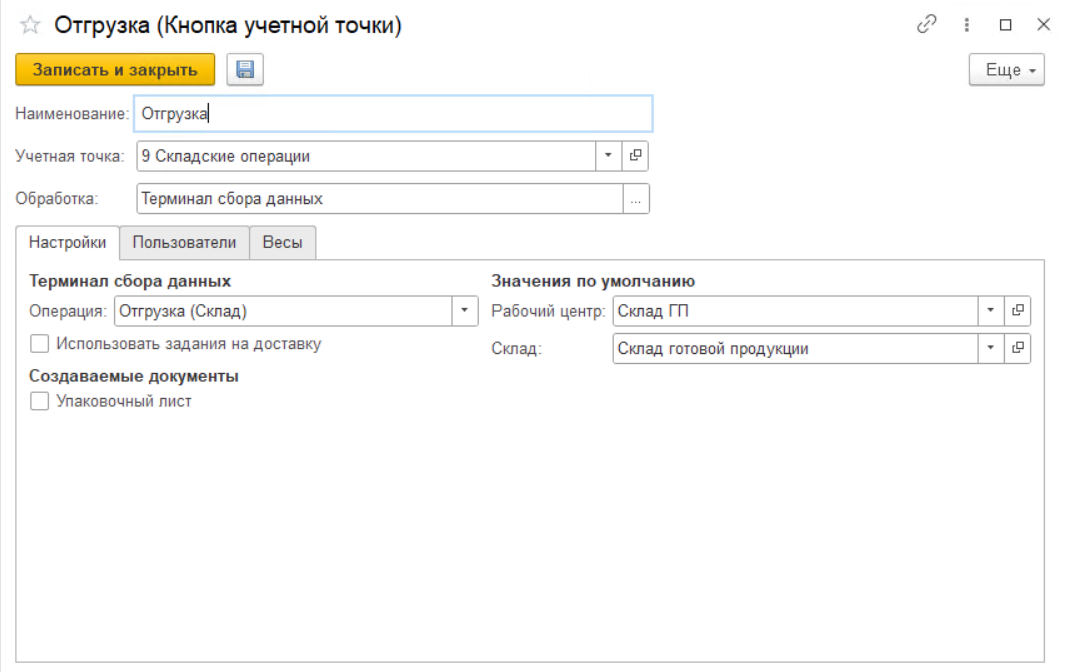 Отгрузка (Кнопка учетной точки)
Записать и закрыть
Еще
Наименование: Отгрузка
Учетная точка: 9 Складские операции
Обработка: Терминал сбора данных
...
Настройки Пользователи Весы
Терминал сбора данных
Операция: Отгрузка (Склад)
Использовать задания на доставку
Создаваемые документы
Упаковочный лист
Значения по умолчанию
Рабочий центр: Склад ГП
Склад: Склад готовой продукции